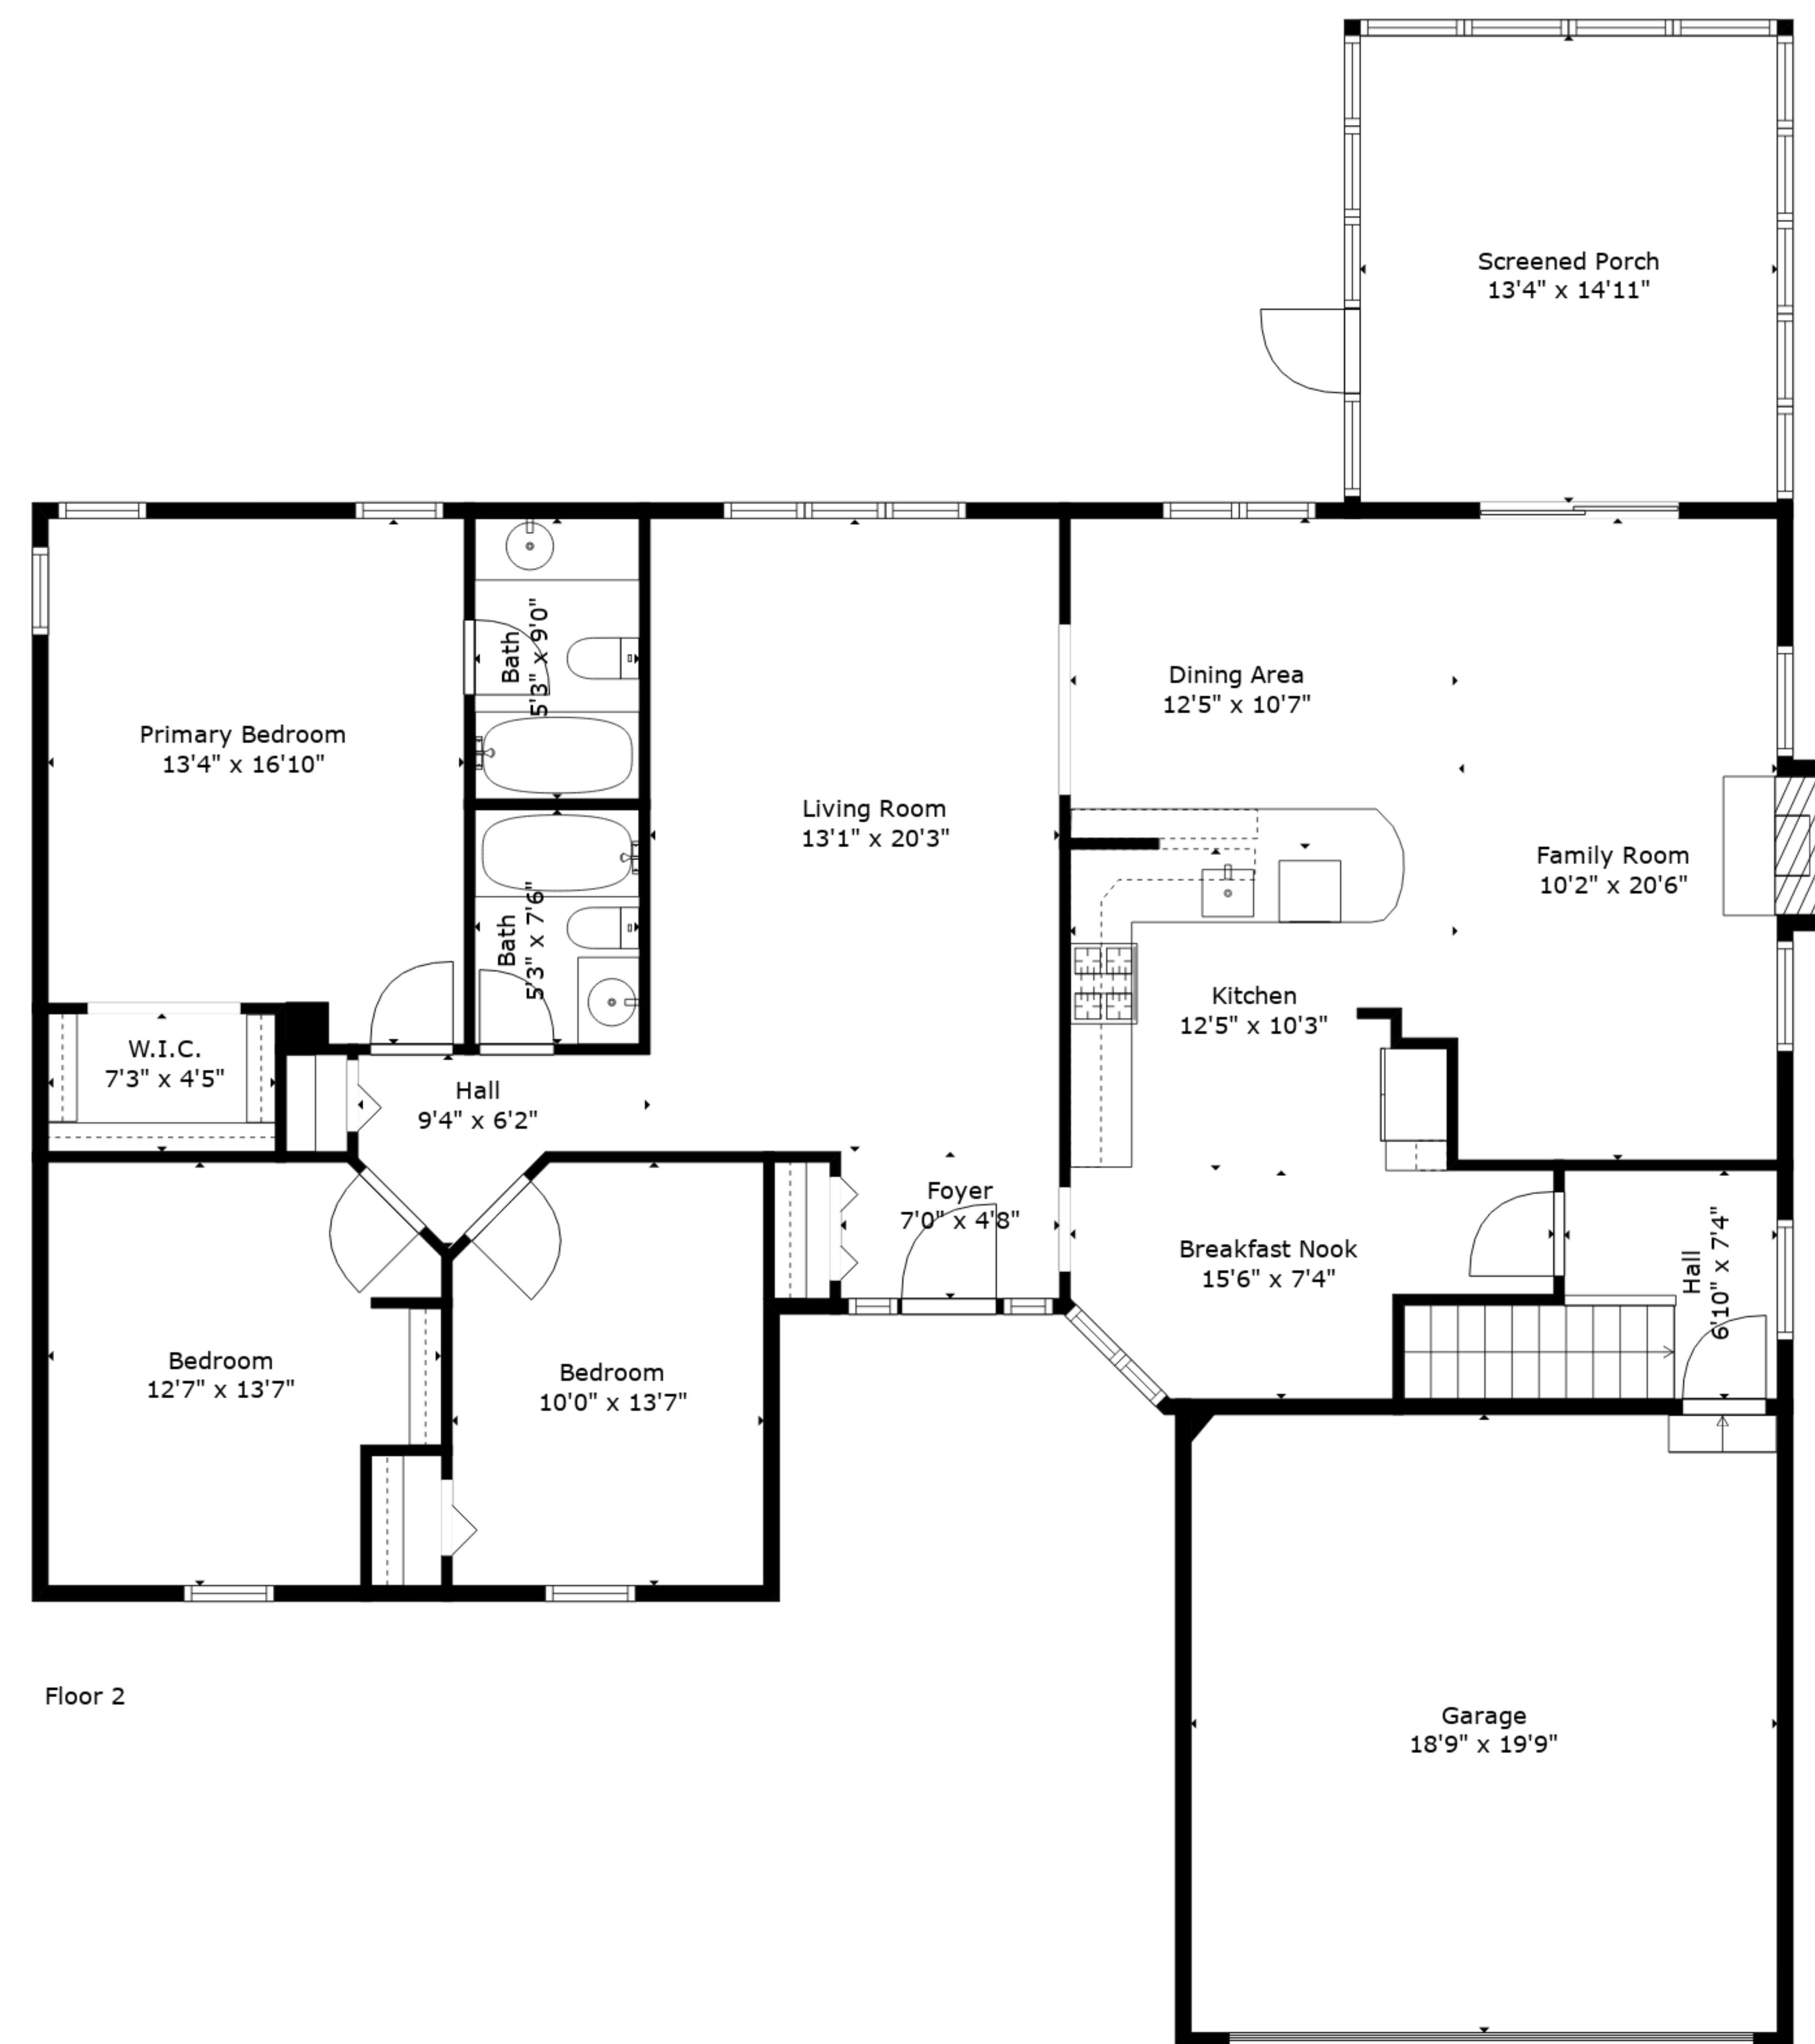 Screened Porch
13'4" x 14'11"
Bath
5'3" x 9'0"
Dining Area
12'5" x 10'7"
Primary Bedroom
13'4" x 16'10"
Living Room
13'1" x 20'3"
Family Room
10'2" x 20'6"
Bath
5'3" x 7'6"
Kitchen
12'5" x 10'3"
W.I.C.
7'3" x 4'5"
Hall
9'4" x 6'2"
Foyer
7'0" x 4'8"
Breakfast Nook
15'6" x 7'4"
Hall
6'10" x 7'4"
Bedroom
12'7" x 13'7"
Bedroom
10'0" x 13'7"
Floor 2
Garage
18'9" x 19'9"